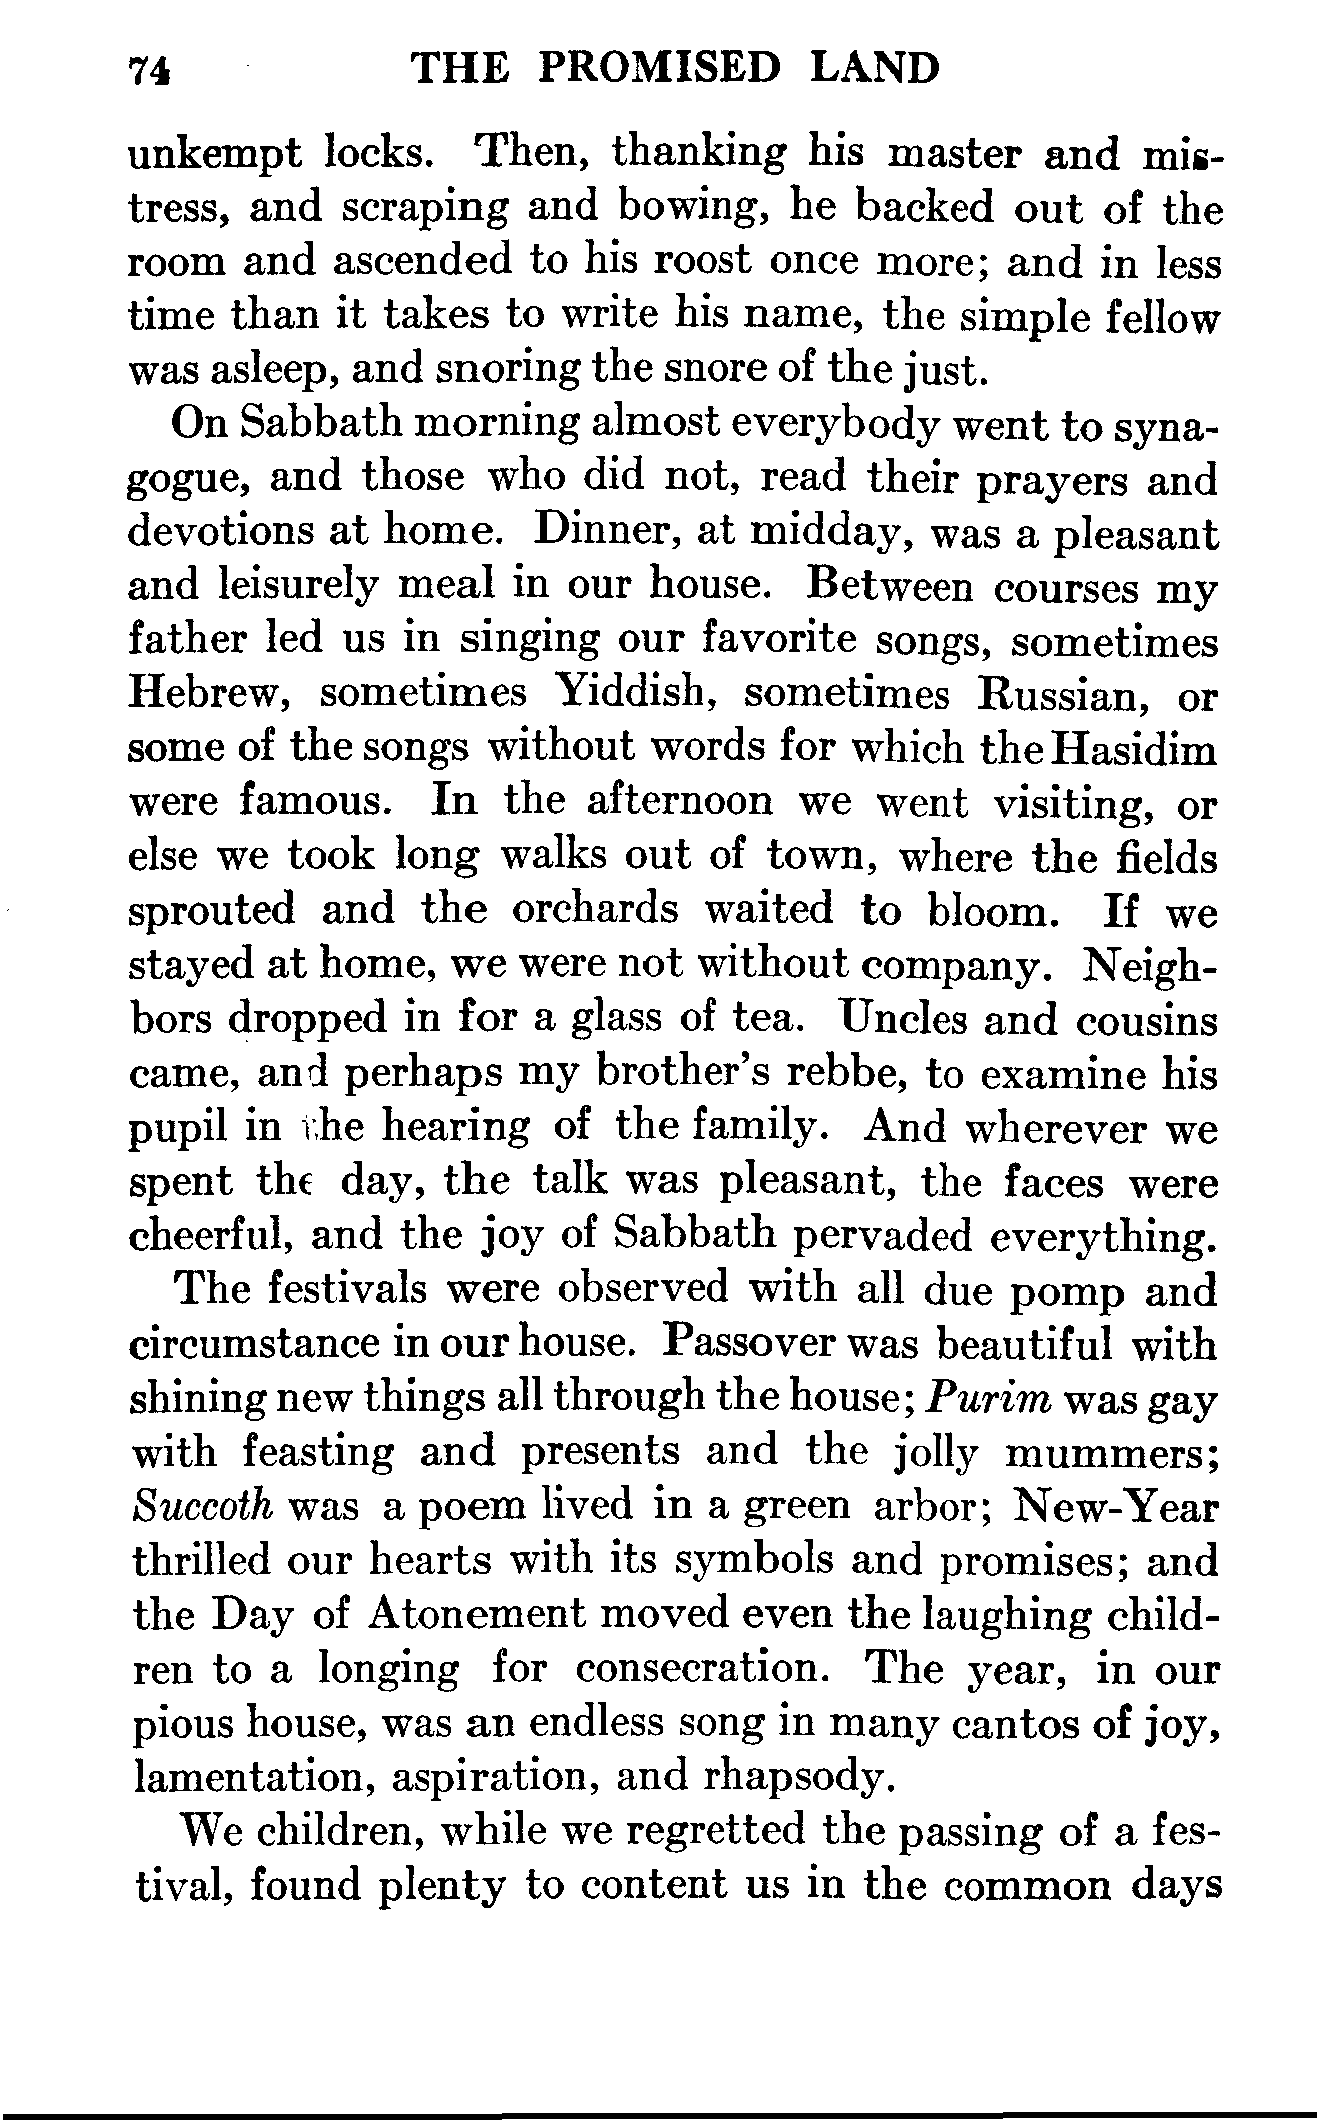 74 THE PROMISED LAND
unkempt locks. Then, thanking his master and mis-
tress, and scraping and bowing, he backed out of the
room and ascended to his roost once more; and in less
time than it takes to write his name, the simple fellow
was asleep, and snoring the snore of the just.
On Sabbath morning almost everybody went to syna-
gogue, and those who did not, read their prayers and
devotions at home. Dinner, at midday, was a pleasant
and leisurely meal in our house. Between courses my
father led us in singing our favorite songs, sometimes
Hebrew, sometimes Yiddish, sometimes Russian, or
some of the songs without words for which the Hasidim
were famous. In the afternoon we went visiting, or
else we took long walks out of town, where the fields
sprouted and the orchards waited to bloom. If we
stayed at home, we were not without company. Neigh-
bors dropped in for a glass of tea. Uncles and cousins
came, and perhaps my brother's rebbe, to examine his
pupil in the hearing of the family. And wherever we
spent the day, the talk was pleasant, the faces were
cheerful, and the joy of Sabbath pervaded everything.
The festivals were observed with all due pomp and
circumstance in our house. Passover was beautiful with
shining new things all through the house; Purim was gay
with feasting and presents and the jolly mummers;
Succoth was a poem lived in a green arbor; New-Year
thrilled our hearts with its symbols and promises; and
the Day of Atonement moved even the laughing child-
ren to a longing for consecration. The year, in our
pious house, was an endless song in many cantos of joy,
lamentation, aspiration, and rhapsody.
We children, while we regretted the passing of a fes-
tival, found plenty to content us in the common days